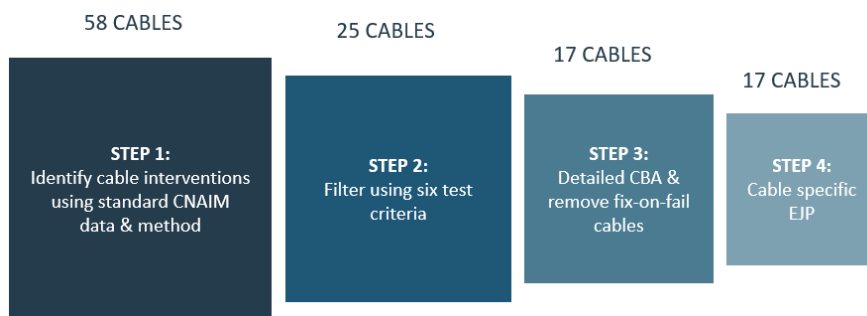 58 CABLES
STEP 1:
Identify cable interventions
using standard CNAIM
data & method
25 CABLES
STEP 2:
Filter using six test
criteria
17 CABLES
STEP 3:
Detailed CBA &
remove fix-on-fail
cables
17 CABLES
STEP 4:
Cable specific
EJP